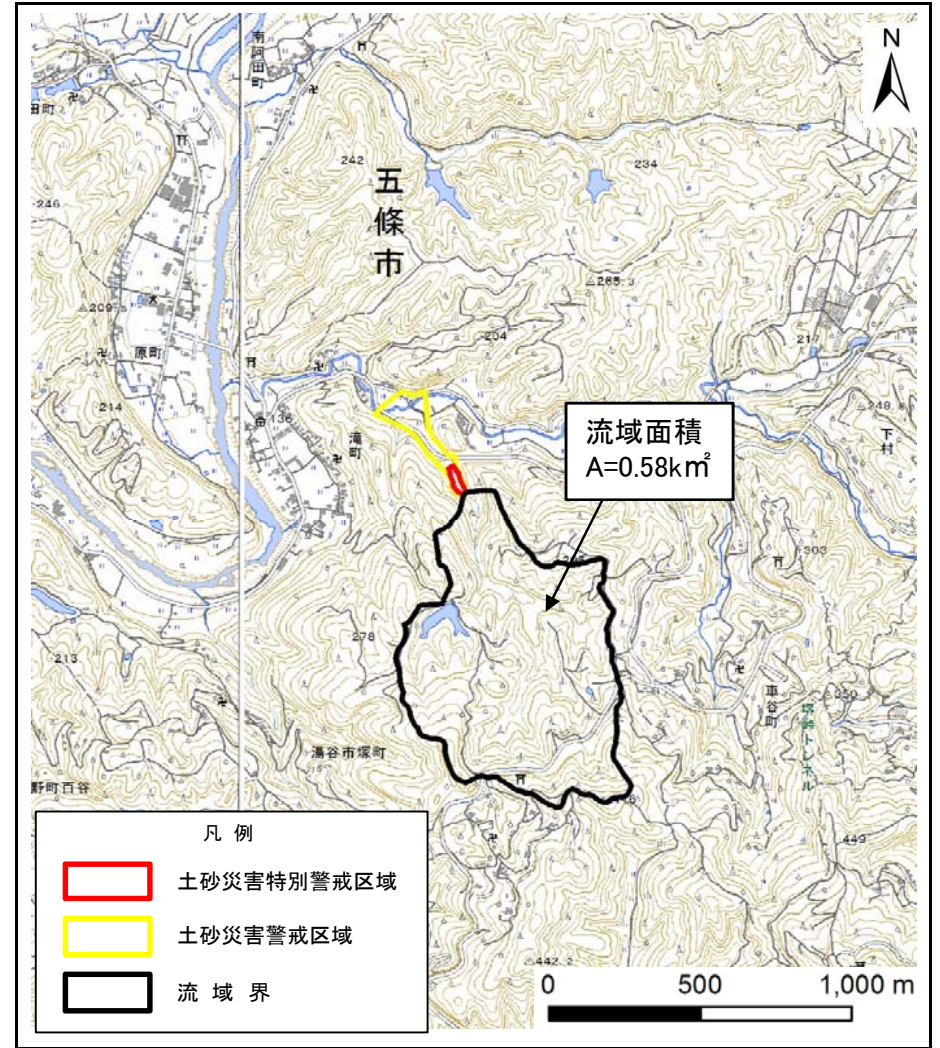 N
南阿田町
田町
242
234
五條市
246
265.3
209.5
204
217
原町
214
136
滝町
248.8
下村
流域面積
A=0.58k㎡
303
278
213
車谷町
350
湯谷市塚町
野町百谷
449
442.2
凡 例
土砂災害特別警戒区域
土砂災害警戒区域
流 域 界
0 500 1,000 m